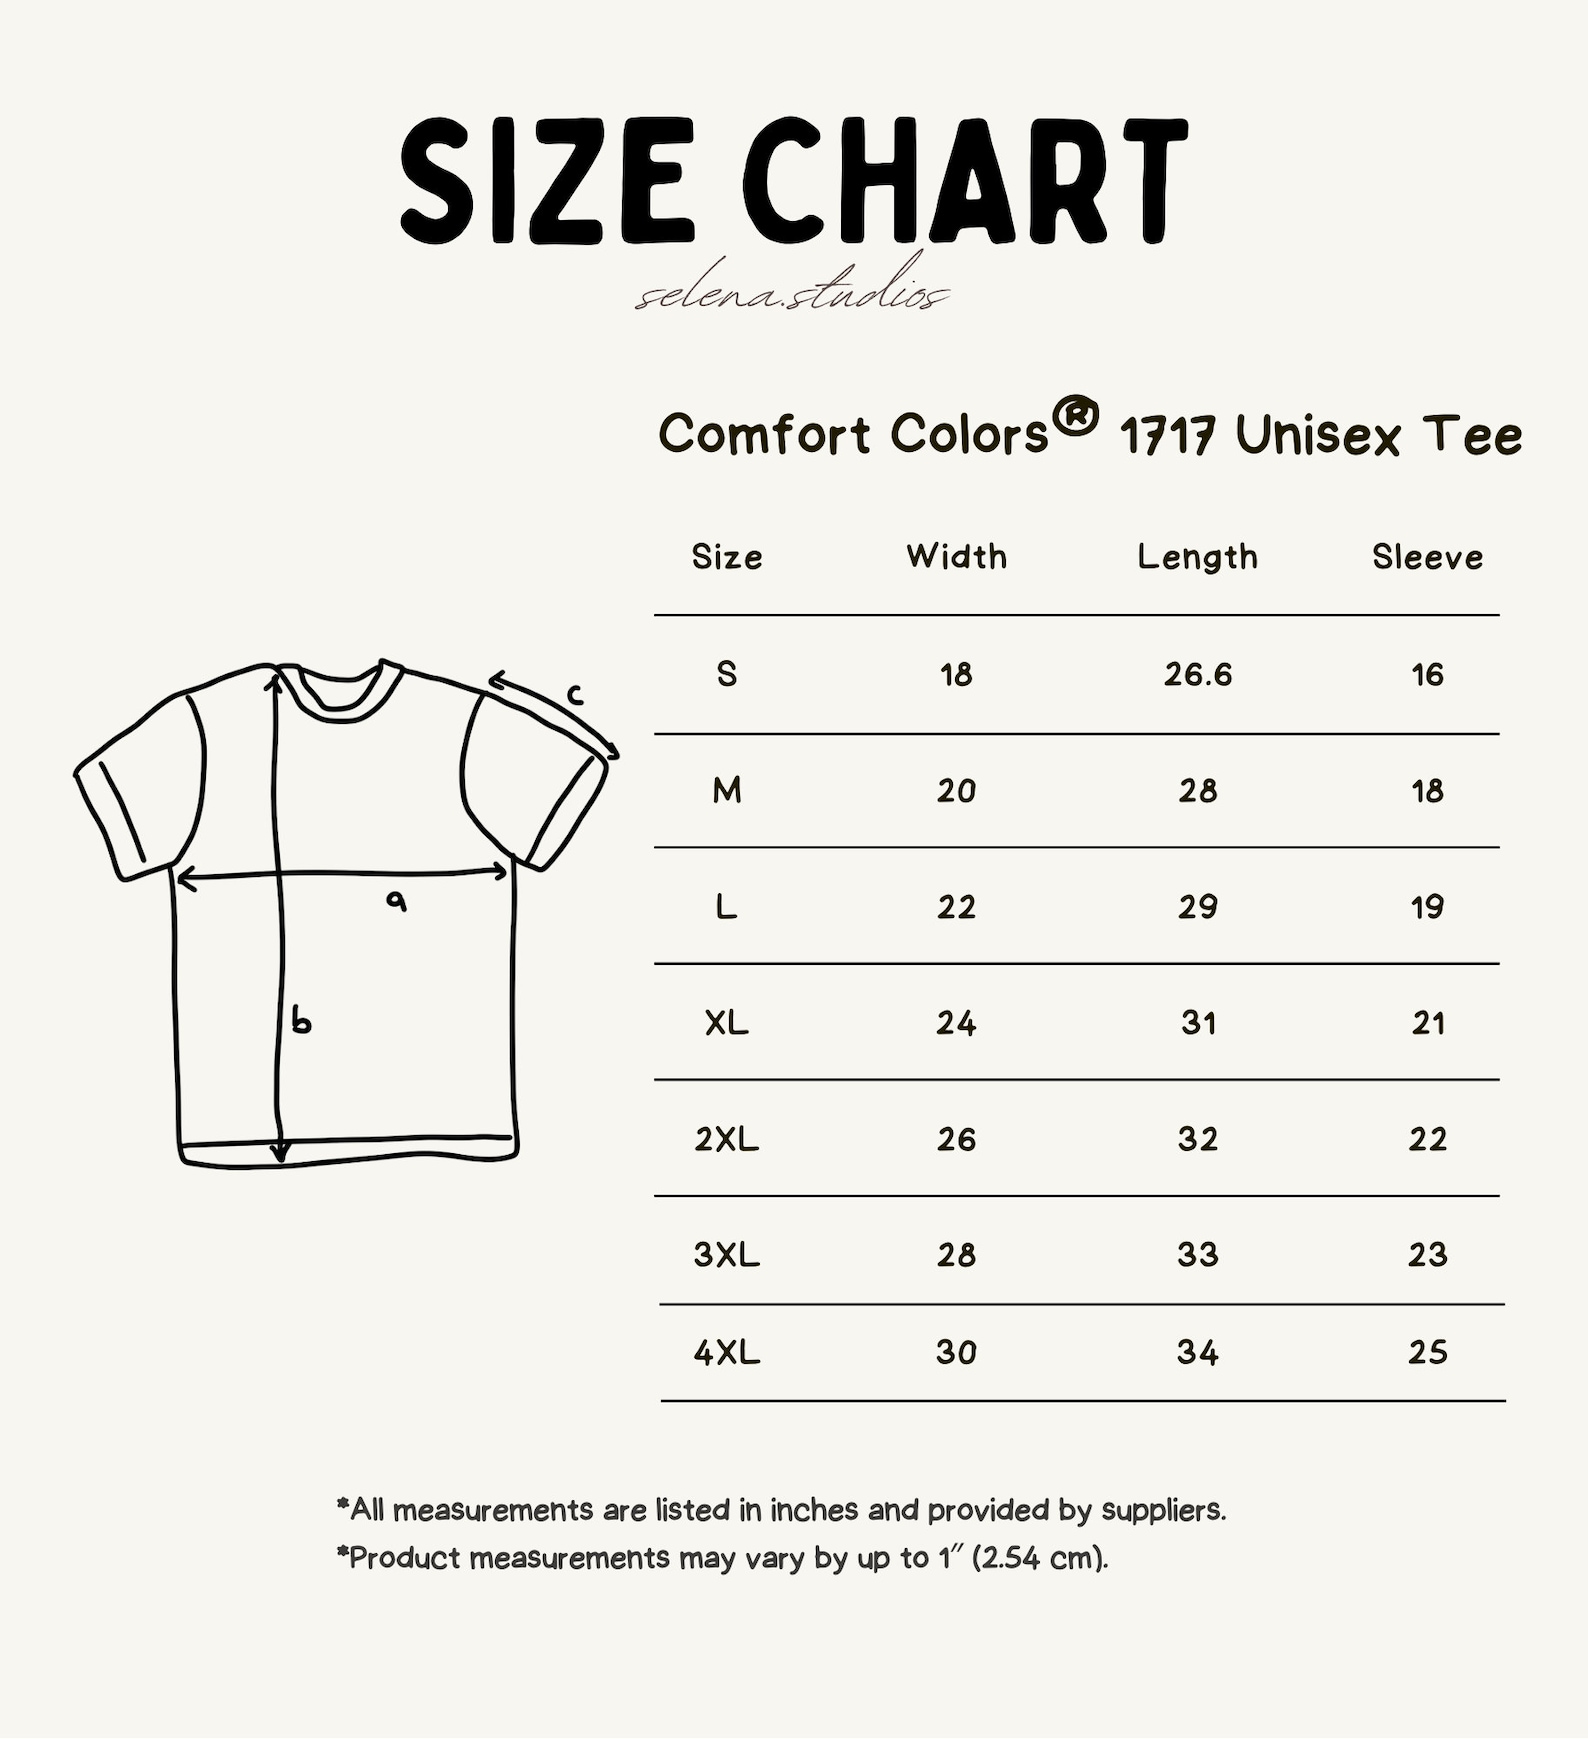 SIZE CHART
selena.studios
Comfort Colors® 1717 Unisex Tee
Size Width Length Sleeve
S 18 26.6 16
M 20 28 18
L 22 29 19
XL 24 31 21
2XL 26 32 22
3XL 28 33 23
4XL 30 34 25
c
a
b
*All measurements are listed in inches and provided by suppliers.
*Product measurements may vary by up to 1″ (2.54 cm).